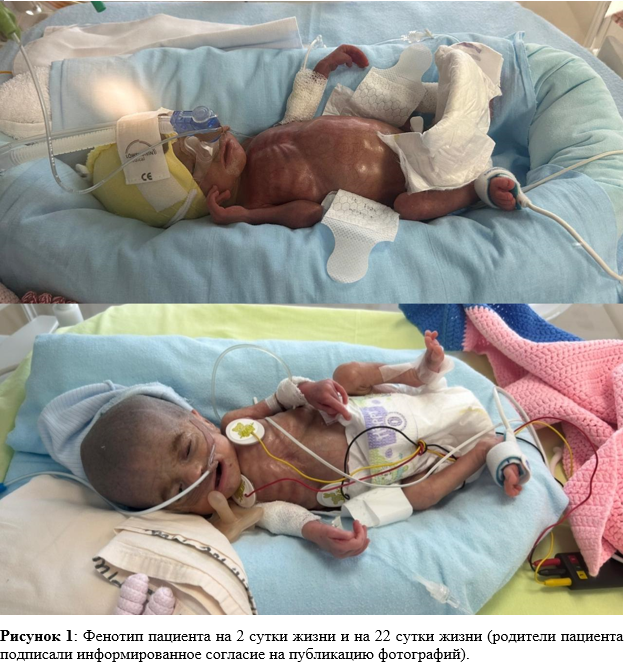 CE
Рисунок 1: Фенотип пациента на 2 сутки жизни и на 22 сутки жизни (родители пациента
подписали информированное согласие на публикацию фотографий).